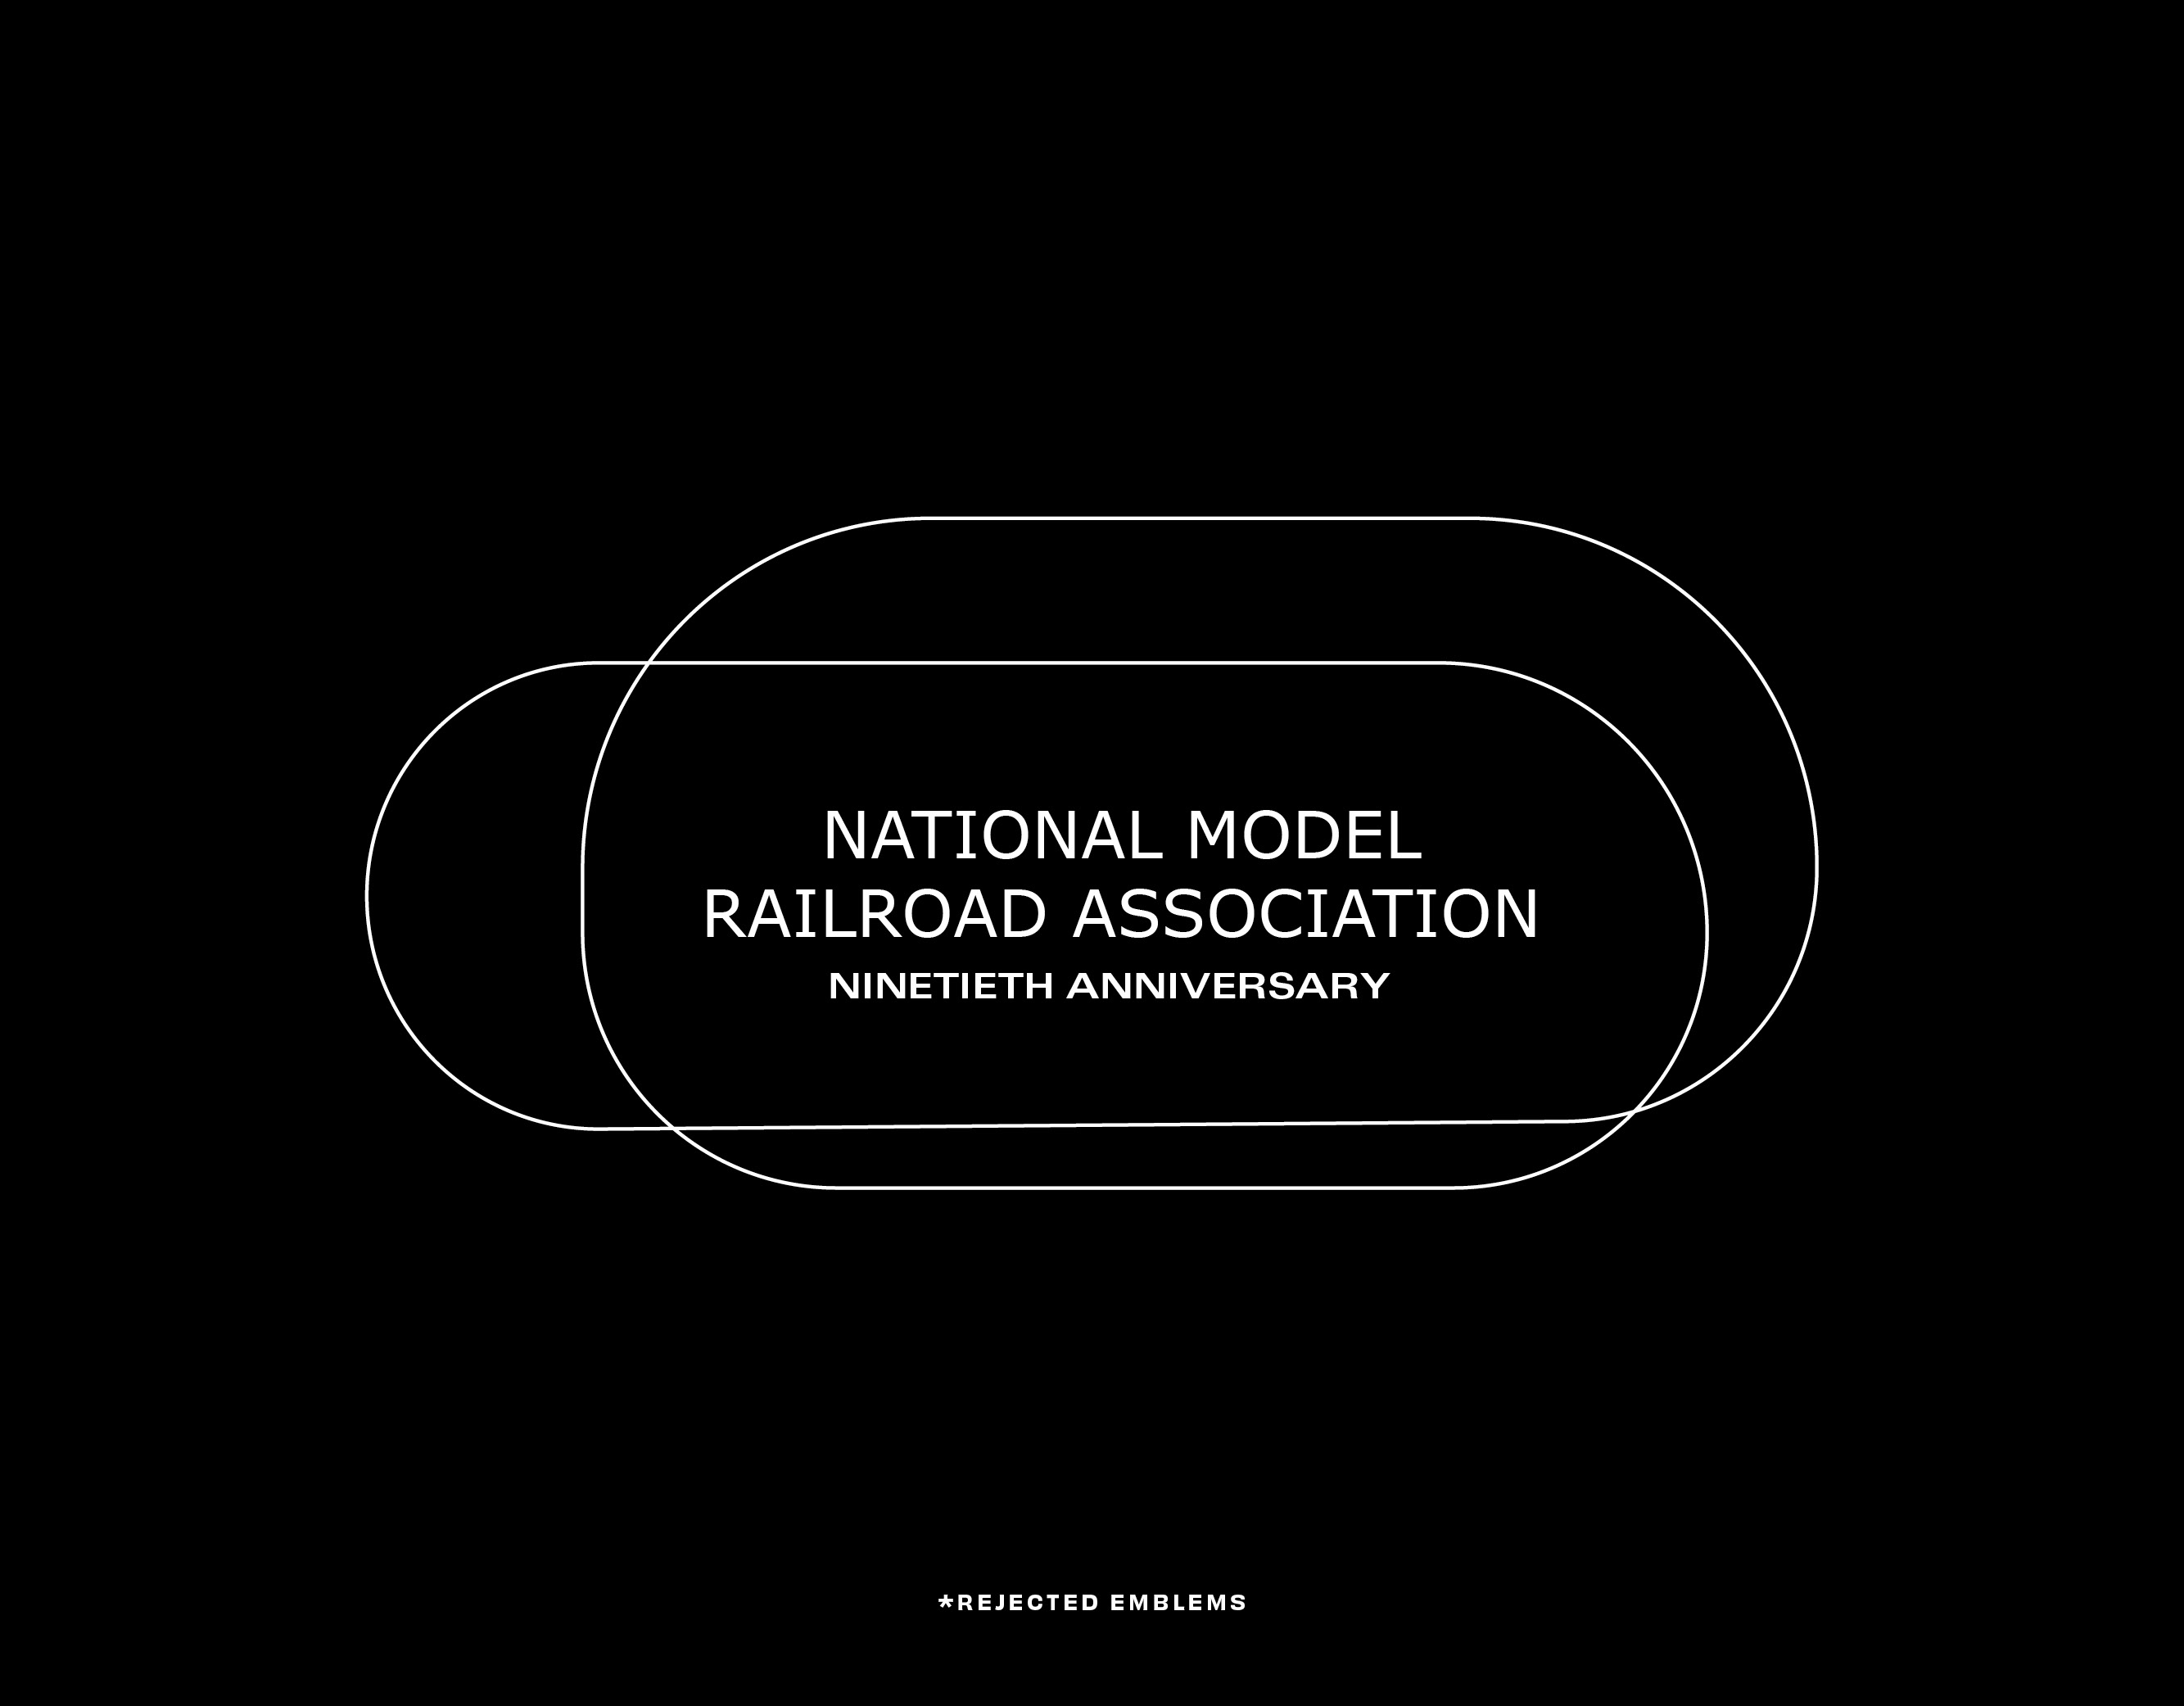 NATIONAL MODEL
RAILROAD ASSOCIATION
NINETIETH ANNIVERSARY
*REJECTED EMBLEMS